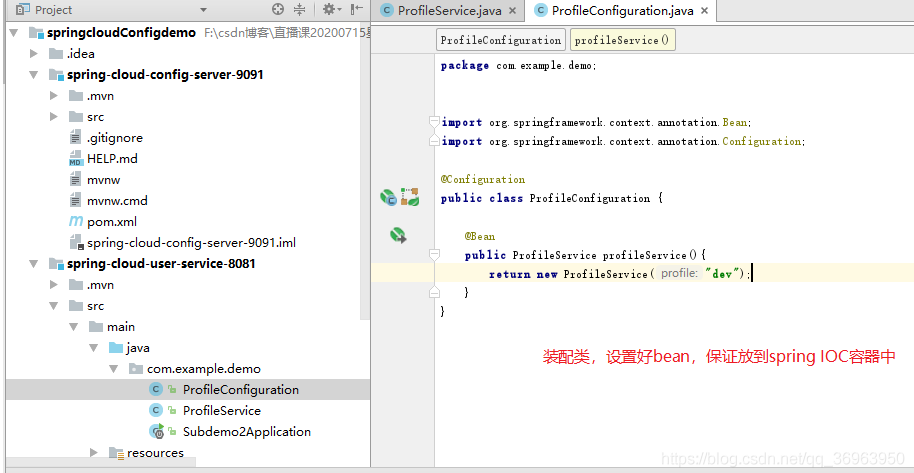 Project
springcloudConfigdemo F:\csdn博客\直播课20200715星
.idea
spring-cloud-config-server-9091
.mvn
src
.gitignore
HELP.md
mvnw
mvnw.cmd
pom.xml
spring-cloud-config-server-9091.iml
spring-cloud-user-service-8081
.mvn
src
main
java
com.example.demo
ProfileConfiguration
ProfileService
Subdemo2Application
resources
ProfileService.java
ProfileConfiguration.java
ProfileConfiguration
profileService()
package com.example.demo;
import org.springframework.context.annotation.Bean;
import org.springframework.context.annotation.Configuration;
@Configuration
public class ProfileConfiguration {
@Bean
public ProfileService profileService(){
return new ProfileService( profile: "dev");
}
}
装配类，设置好bean，保证放到spring IOC容器中
https://blog.csdn.net/qq_36963950